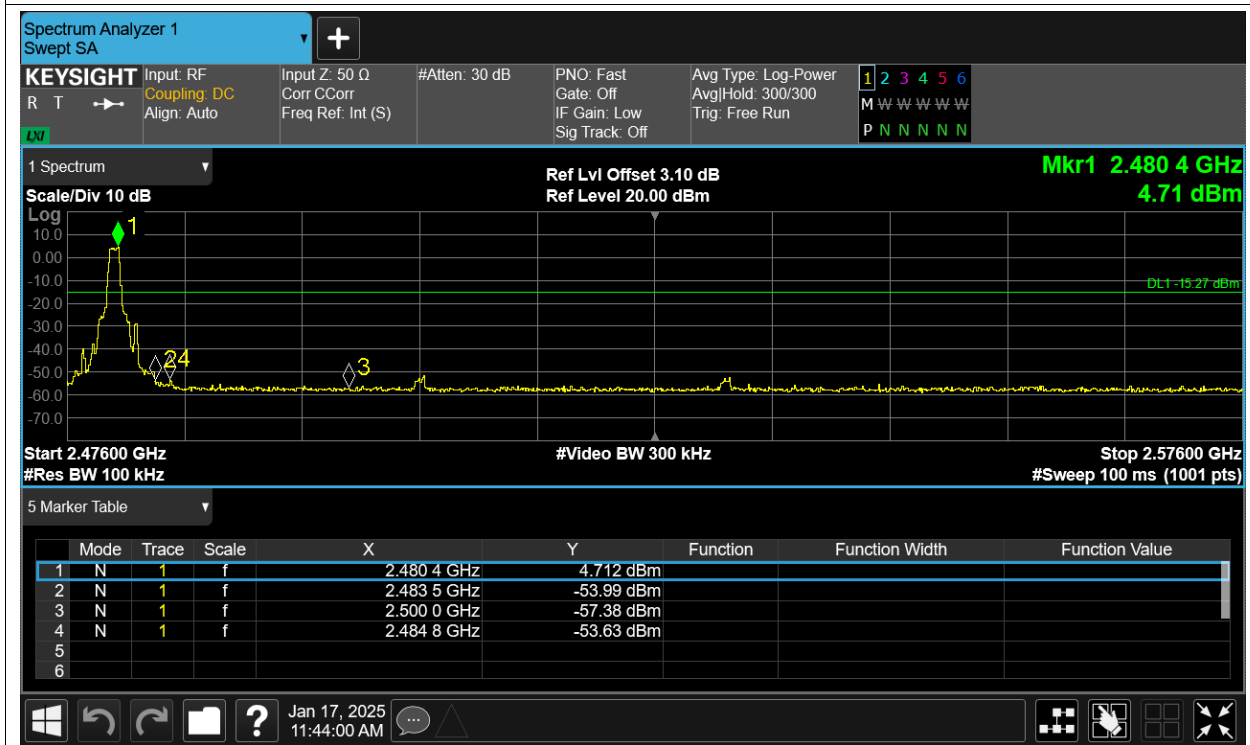 Spectrum Analyzer 1
Swept SA
KEYSIGHT
R T
LXI
Input: RF
Coupling: DC
Align: Auto
Input Z: 50 Ω
Corr CCorr
Freq Ref: Int (S)
#Atten: 30 dB
PNO: Fast
Gate: Off
IF Gain: Low
Sig Track: Off
Avg Type: Log-Power
Avg|Hold: 300/300
Trig: Free Run
1 2 3 4 5 6
M W W W W W
P N N N N N
1 Spectrum
Scale/Div 10 dB
Ref Lvl Offset 3.10 dB
Ref Level 20.00 dBm
Mkr1 2.480 4 GHz
4.71 dBm
Log
10.0
0.00
-10.0
-20.0
-30.0
-40.0
-50.0
-60.0
-70.0
1
DL1 -15.27 dBm
24
3
Start 2.47600 GHz
#Res BW 100 kHz
#Video BW 300 kHz
Stop 2.57600 GHz
#Sweep 100 ms (1001 pts)
5 Marker Table
Mode Trace Scale X Y Function Function Width Function Value
1 N 1 f 2.480 4 GHz 4.712 dBm
2 N 1 f 2.483 5 GHz -53.99 dBm
3 N 1 f 2.500 0 GHz -57.38 dBm
4 N 1 f 2.484 8 GHz -53.63 dBm
5
6
?
Jan 17, 2025
11:44:00 AM